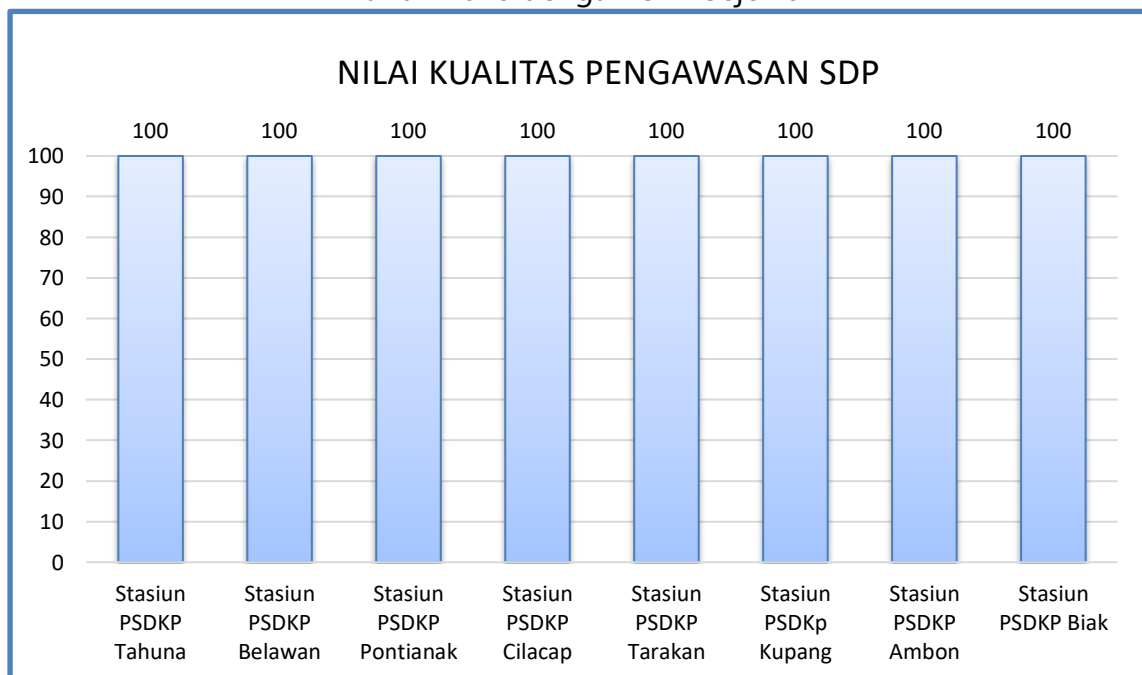 NILAI KUALITAS PENGAWASAN SDP
100 100 100 100 100 100 100 100
100
90
80
70
60
50
40
30
20
10
0
Stasiun PSDKP Tahuna
Stasiun PSDKP Belawan
Stasiun PSDKP Pontianak
Stasiun PSDKP Cilacap
Stasiun PSDKP Tarakan
Stasiun PSDKp Kupang
Stasiun PSDKP Ambon
Stasiun PSDKP Biak